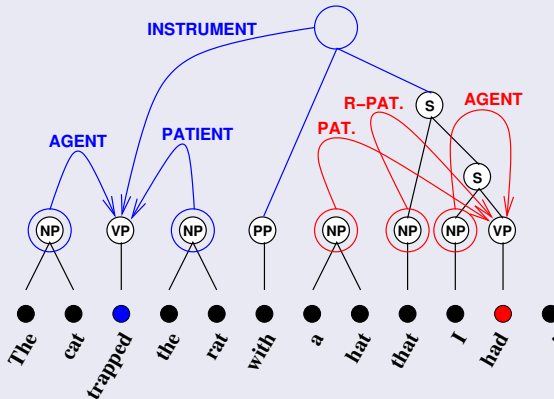 INSTRUMENT
S
R-PAT. AGENT
AGENT PATIENT PAT.
S
NP VP NP PP NP NP NP VP
The cat trapped the rat with a hat that I had